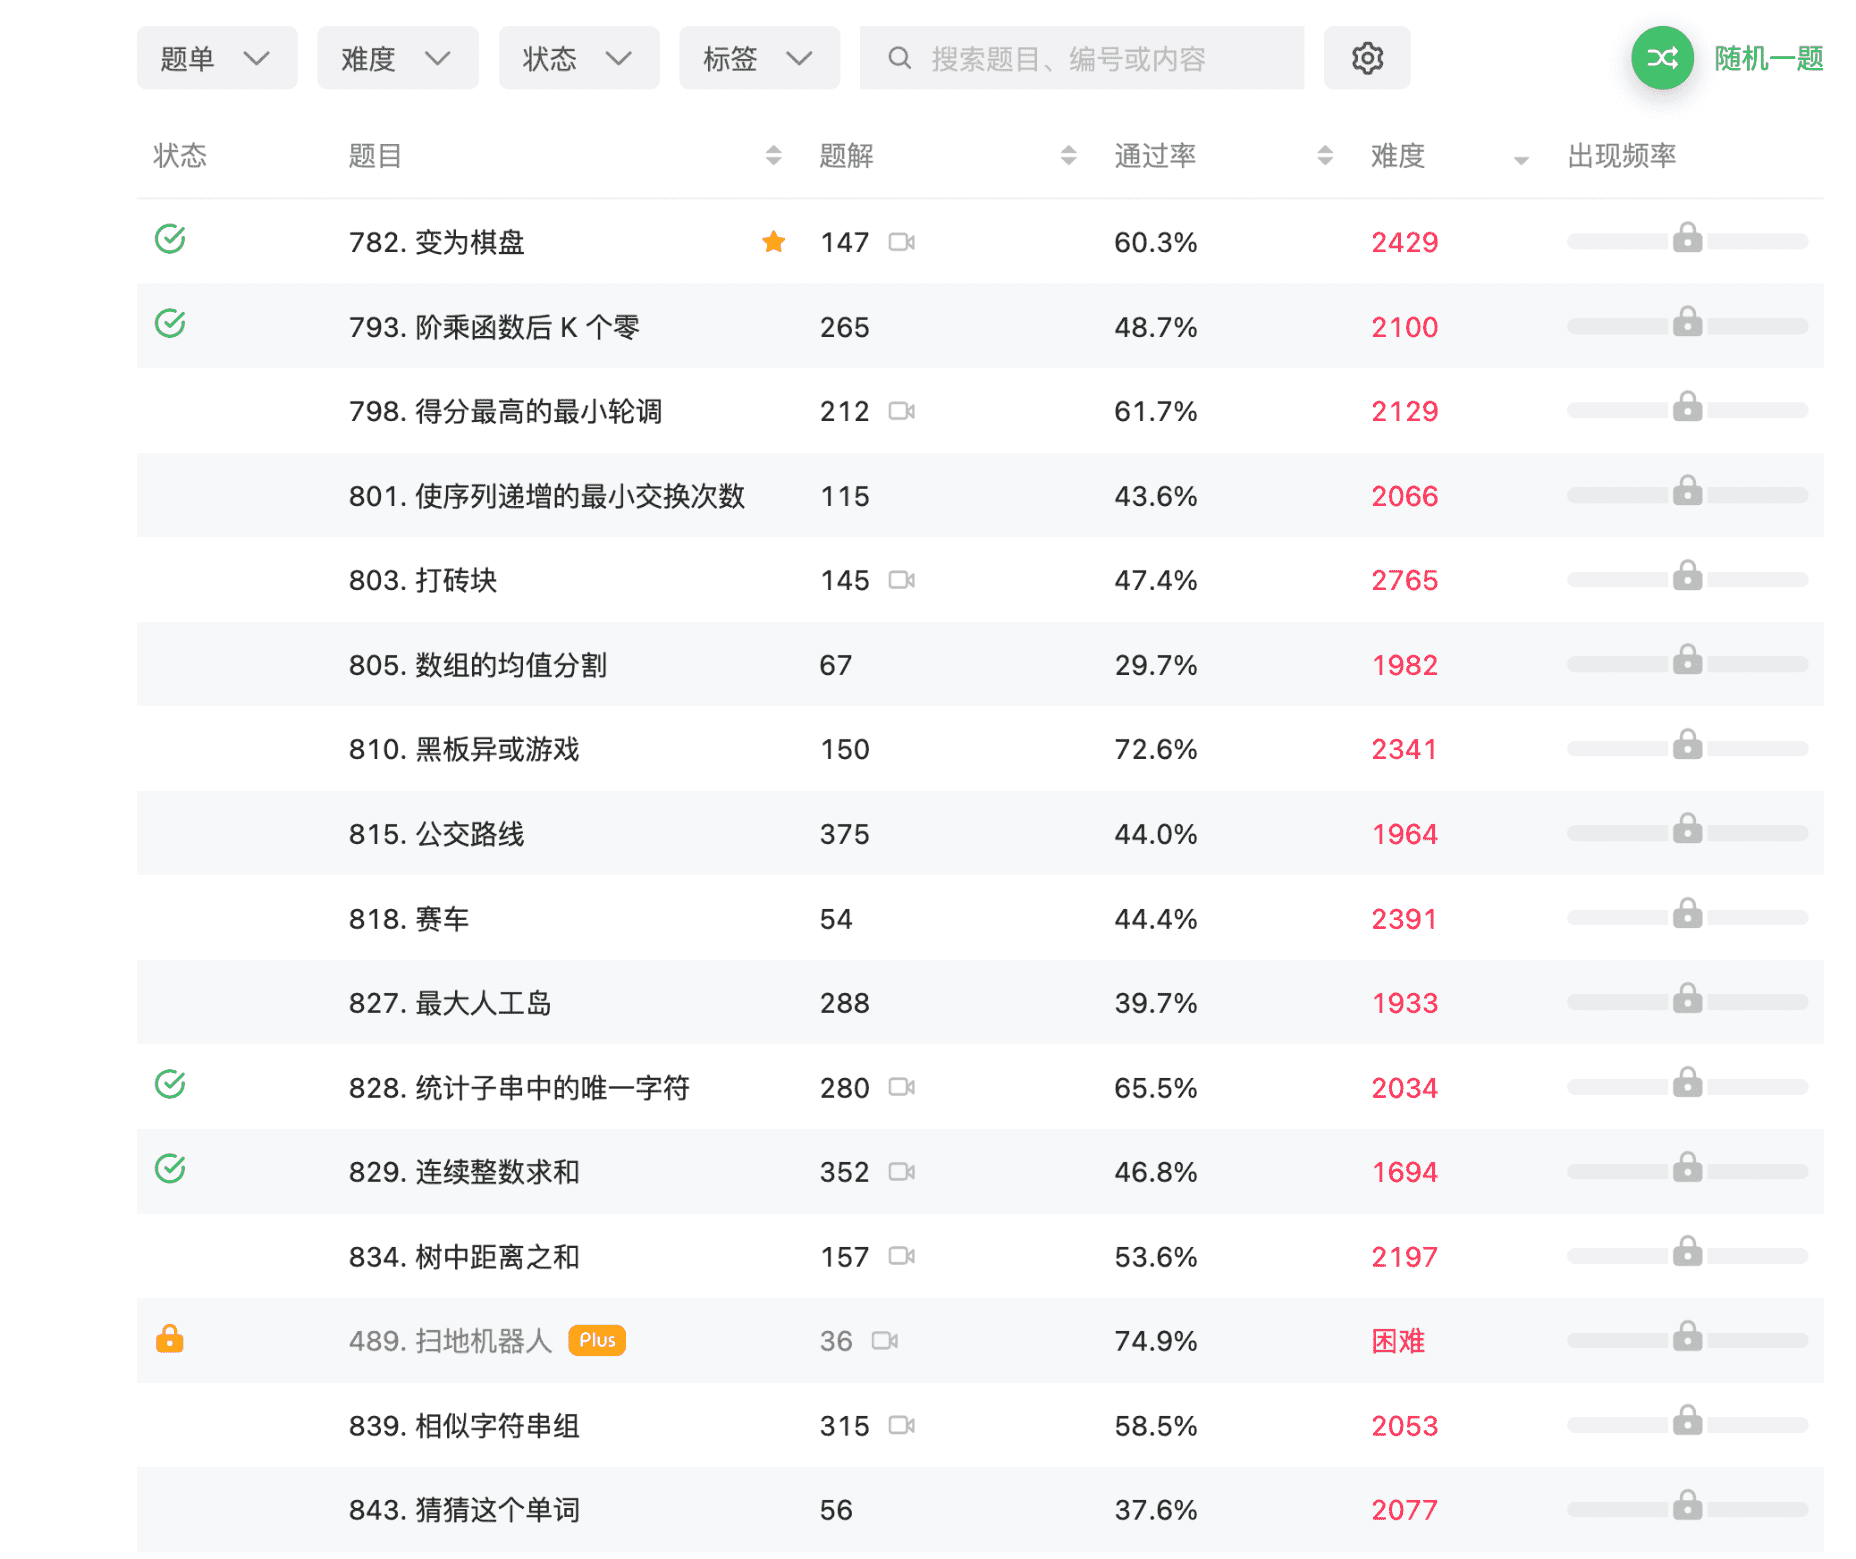 题单 难度 状态 标签 搜索题目、编号或内容 随机一题
状态 题目 题解 通过率 难度 出现频率
782. 变为棋盘 147 60.3% 2429
793. 阶乘函数后 K 个零 265 48.7% 2100
798. 得分最高的最小轮调 212 61.7% 2129
801. 使序列递增的最小交换次数 115 43.6% 2066
803. 打砖块 145 47.4% 2765
805. 数组的均值分割 67 29.7% 1982
810. 黑板异或游戏 150 72.6% 2341
815. 公交路线 375 44.0% 1964
818. 赛车 54 44.4% 2391
827. 最大人工岛 288 39.7% 1933
828. 统计子串中的唯一字符 280 65.5% 2034
829. 连续整数求和 352 46.8% 1694
834. 树中距离之和 157 53.6% 2197
489. 扫地机器人 Plus 36 74.9% 困难
839. 相似字符串组 315 58.5% 2053
843. 猜猜这个单词 56 37.6% 2077